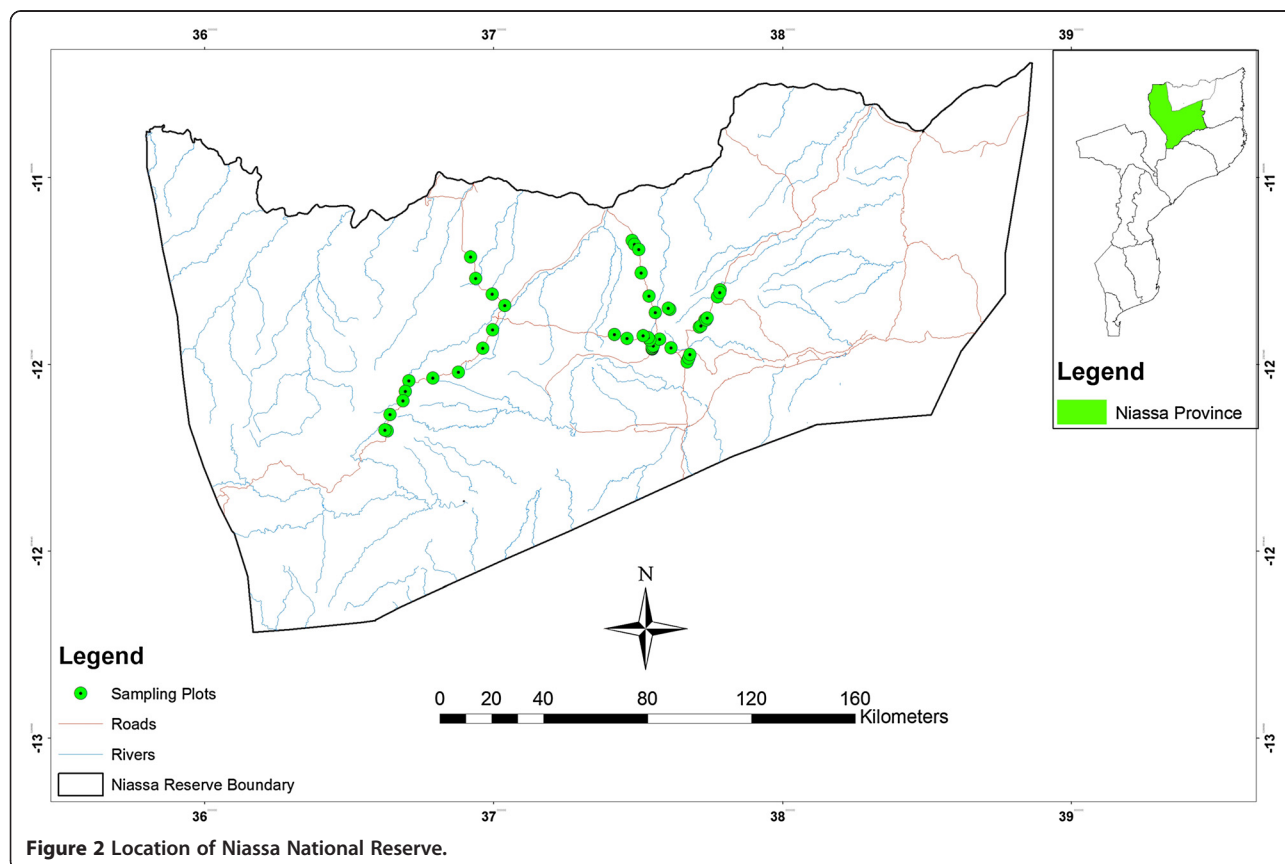 36 37 38 39
-11 -11
-12 -12
-12 -12
-13 -13
Legend
Niassa Province
N
Legend
Sampling Plots
Roads
Rivers
Niassa Reserve Boundary
0 20 40 80 120 160
Kilometers
36 37 38 39
Figure 2 Location of Niassa National Reserve.